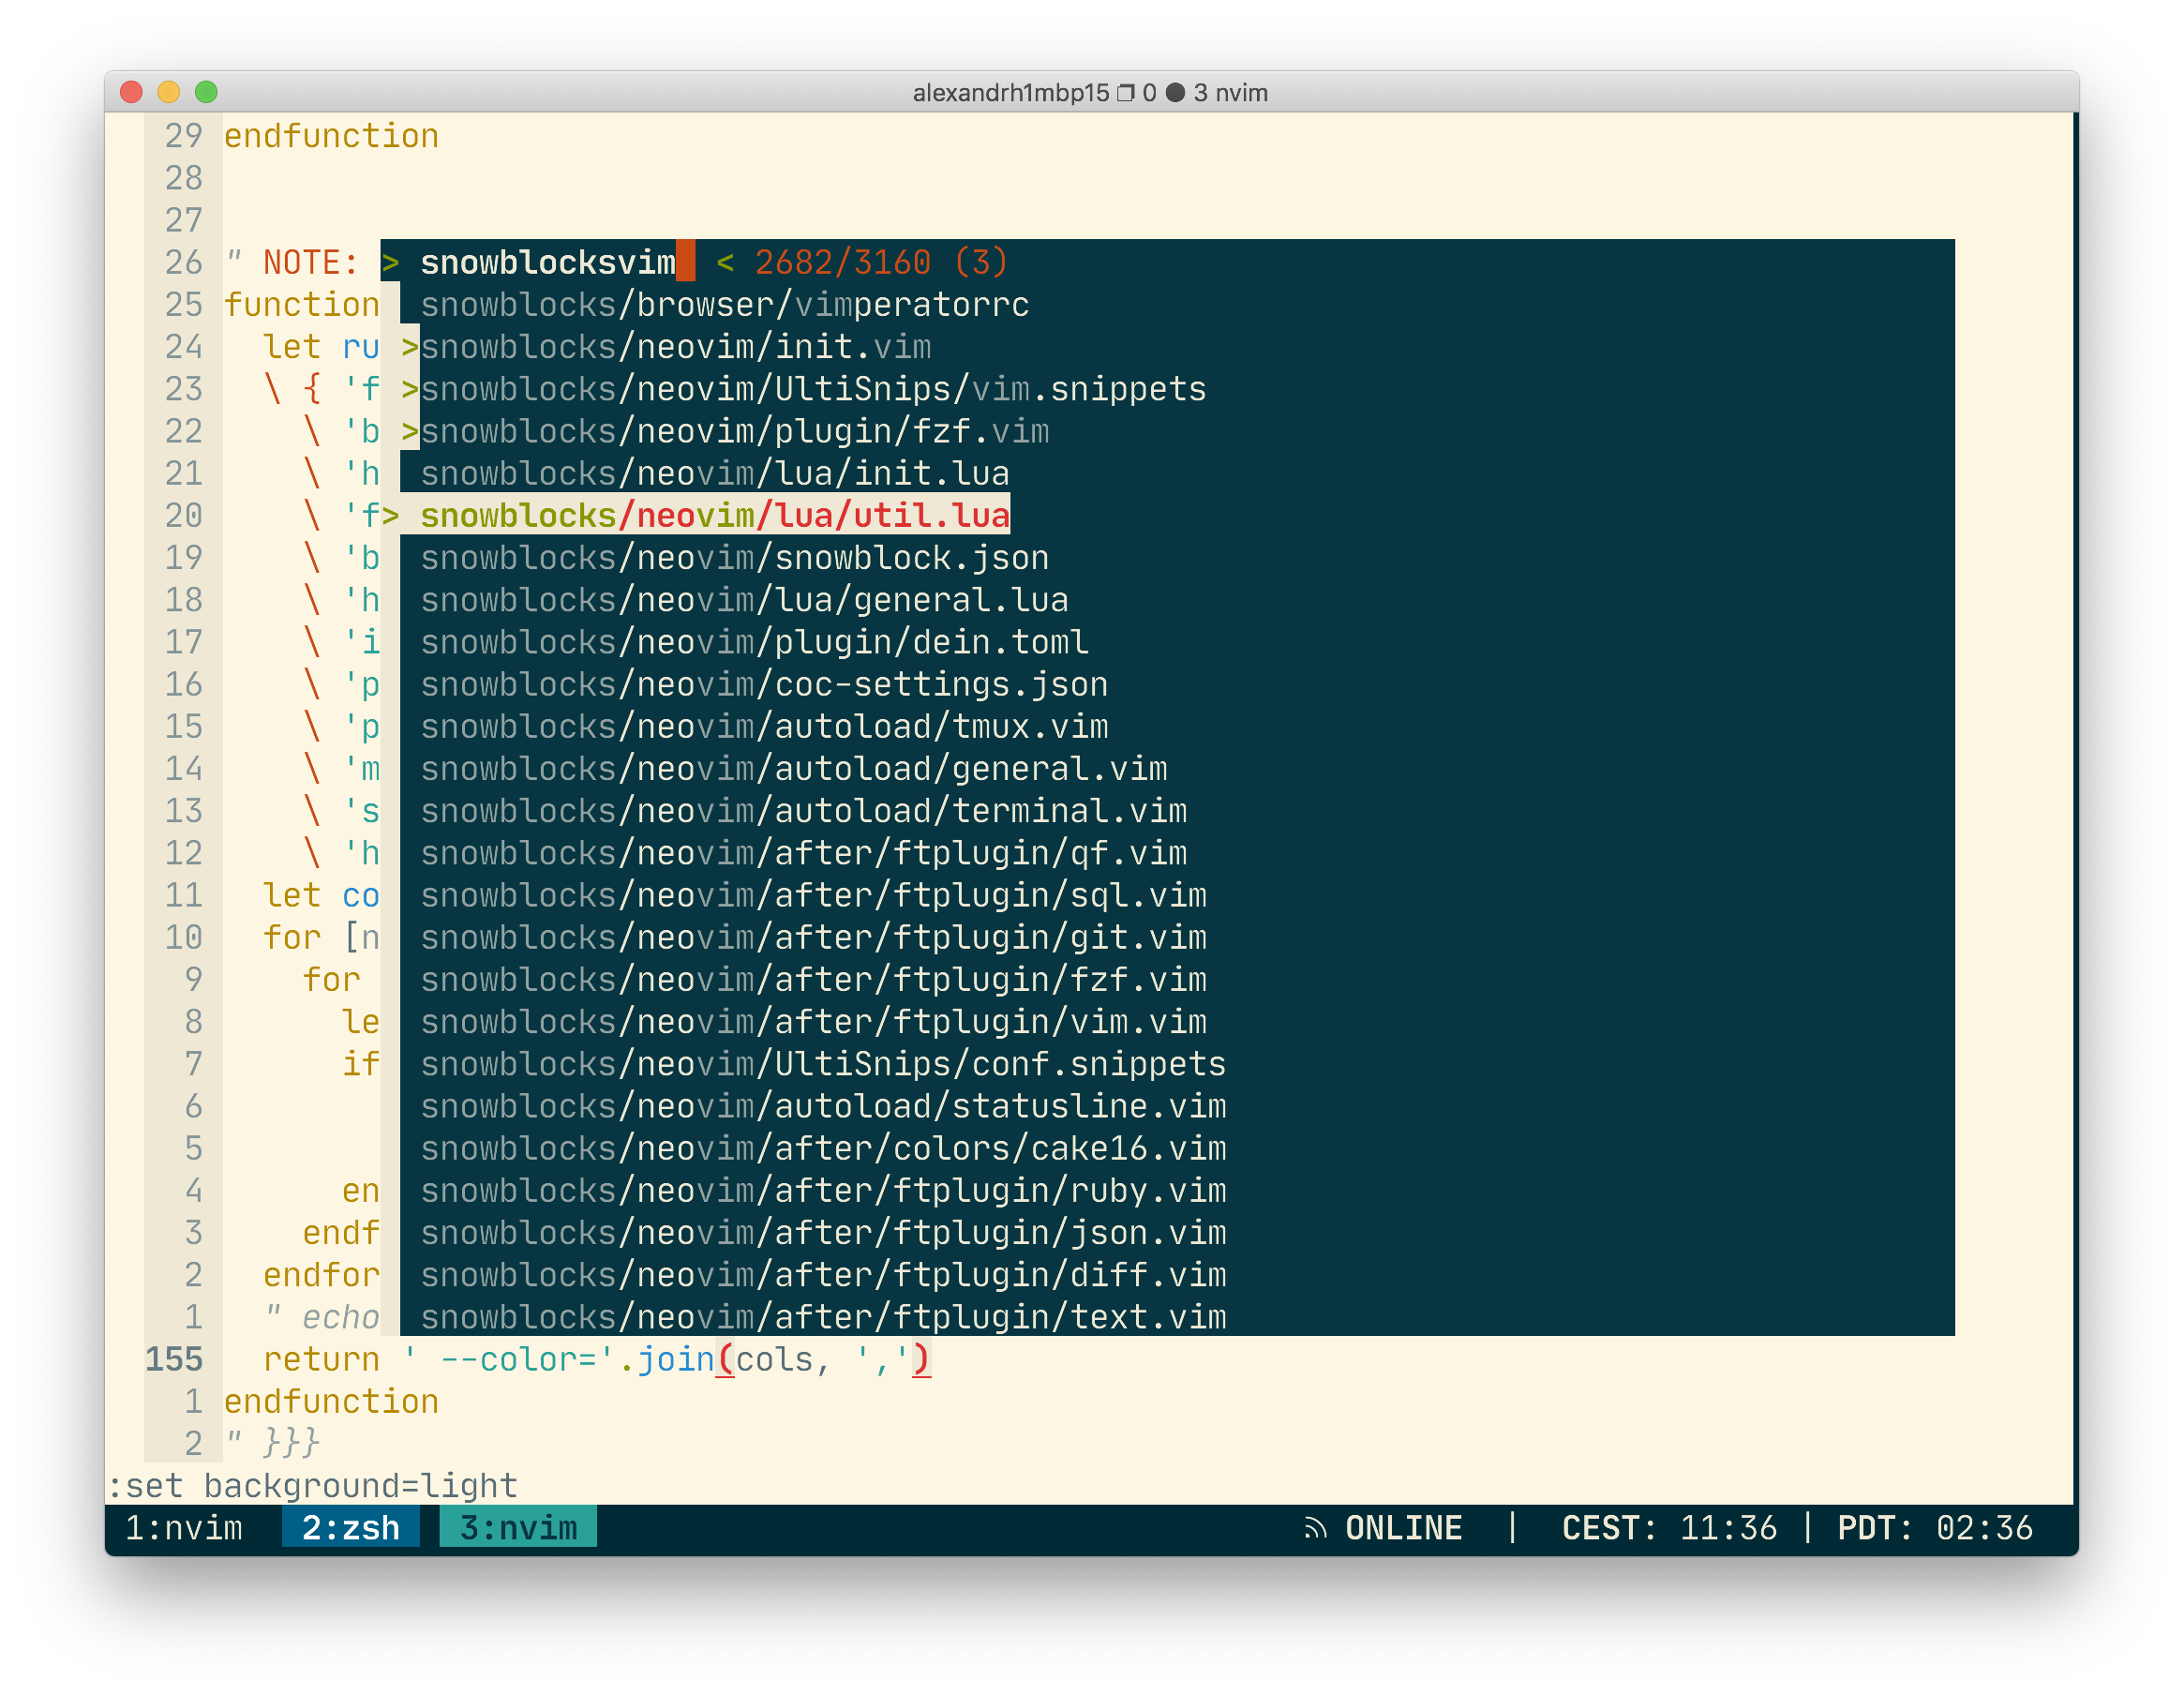 alexandrh1mbp15 ❐ 0 ● 3 nvim
29 endfunction
28
27
26 " NOTE: > snowblocksvim < 2682/3160 (3)
25 function snowblocks/browser/vimperatorrc
24 let ru >snowblocks/neovim/init.vim
23 \ { 'f >snowblocks/neovim/UltiSnips/vim.snippets
22 \ 'b >snowblocks/neovim/plugin/fzf.vim
21 \ 'h snowblocks/neovim/lua/init.lua
20 \ 'f> snowblocks/neovim/lua/util.lua
19 \ 'b snowblocks/neovim/snowblock.json
18 \ 'h snowblocks/neovim/lua/general.lua
17 \ 'i snowblocks/neovim/plugin/dein.toml
16 \ 'p snowblocks/neovim/coc-settings.json
15 \ 'p snowblocks/neovim/autoload/tmux.vim
14 \ 'm snowblocks/neovim/autoload/general.vim
13 \ 's snowblocks/neovim/autoload/terminal.vim
12 \ 'h snowblocks/neovim/after/ftplugin/qf.vim
11 let co snowblocks/neovim/after/ftplugin/sql.vim
10 for [n snowblocks/neovim/after/ftplugin/git.vim
9 for snowblocks/neovim/after/ftplugin/fzf.vim
8 le snowblocks/neovim/after/ftplugin/vim.vim
7 if snowblocks/neovim/UltiSnips/conf.snippets
6 snowblocks/neovim/autoload/statusline.vim
5 snowblocks/neovim/after/colors/cake16.vim
4 en snowblocks/neovim/after/ftplugin/ruby.vim
3 endf snowblocks/neovim/after/ftplugin/json.vim
2 endfor snowblocks/neovim/after/ftplugin/diff.vim
1 " echo snowblocks/neovim/after/ftplugin/text.vim
155 return ' --color='.join(cols, ',')
1 endfunction
2 " }}}
:set background=light
1:nvim 2:zsh 3:nvim ONLINE | CEST: 11:36 | PDT: 02:36